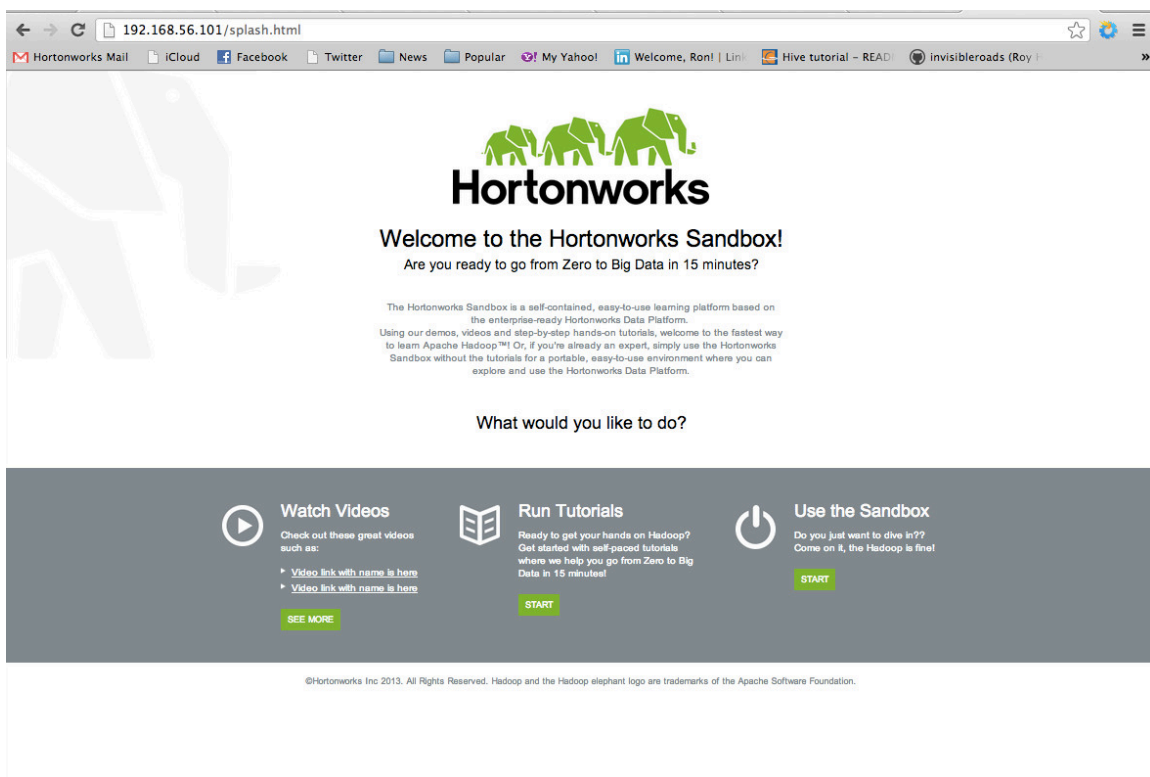 192.168.56.101/splash.html
Hortonworks Mail iCloud Facebook Twitter News Popular My Yahoo! Welcome, Ron! | Link Hive tutorial – READ invisibleroads (Roy H »
Hortonworks
Welcome to the Hortonworks Sandbox!
Are you ready to go from Zero to Big Data in 15 minutes?
The Hortonworks Sandbox is a self-contained, easy-to-use learning platform based on
the enterprise-ready Hortonworks Data Platform.
Using our demos, videos and step-by-step hands-on tutorials, welcome to the fastest way
to learn Apache Hadoop™! Or, if you're already an expert, simply use the Hortonworks
Sandbox without the tutorials for a portable, easy-to-use environment where you can
explore and use the Hortonworks Data Platform.
What would you like to do?
Watch Videos
Check out these great videos
such as:
Video link with name is here
Video link with name is here
SEE MORE
Run Tutorials
Ready to get your hands on Hadoop?
Get started with self-paced tutorials
where we help you go from Zero to Big
Data in 15 minutes!
START
Use the Sandbox
Do you just want to dive in??
Come on it, the Hadoop is fine!
START
©Hortonworks Inc 2013. All Rights Reserved. Hadoop and the Hadoop elephant logo are trademarks of the Apache Software Foundation.